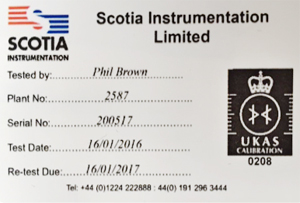 SCOTIA
INSTRUMENTATION
Scotia Instrumentation
Limited
Tested by: Phil Brown
Plant No: 2587
Serial No: 200517
Test Date: 16/01/2016
Re-test Due: 16/01/2017
UKAS
CALIBRATION
0208
Tel: +44 (0)1224 222888 : 44(0) 191 296 3444